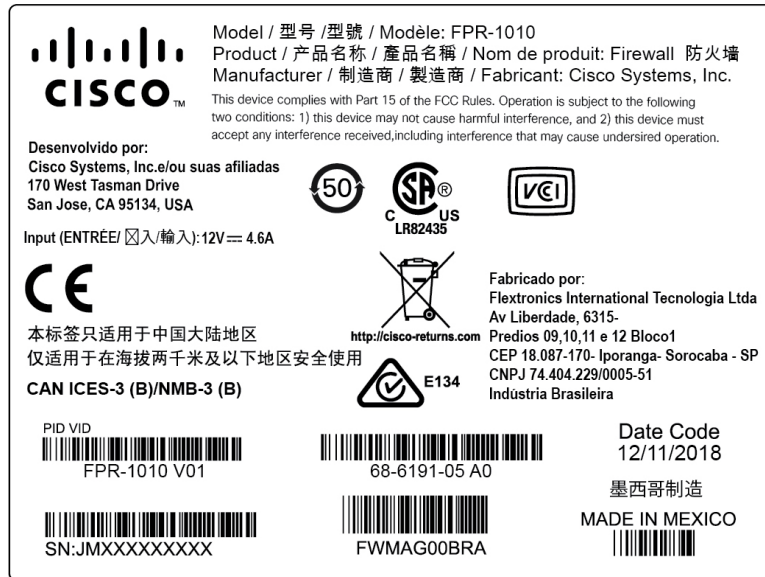 CISCO™
Model / 型号 /型號 / Modèle: FPR-1010
Product / 产品名称 / 產品名稱 / Nom de produit: Firewall 防火墙
Manufacturer / 制造商 / 製造商 / Fabricant: Cisco Systems, Inc.
This device complies with Part 15 of the FCC Rules. Operation is subject to the following
two conditions: 1) this device may not cause harmful interference, and 2) this device must
accept any interference received,including interference that may cause undersired operation.
Desenvolvido por:
Cisco Systems, Inc.e/ou suas afiliadas
170 West Tasman Drive
San Jose, CA 95134, USA
Input (ENTRÉE/ ☒入/輸入):12V⎓ 4.6A
50
C SA ® US
LR82435
VCI
CE
本标签只适用于中国大陆地区
仅适用于在海拔两千米及以下地区安全使用
CAN ICES-3 (B)/NMB-3 (B)
http://cisco-returns.com
E134
Fabricado por:
Flextronics International Tecnologia Ltda
Av Liberdade, 6315-
Predios 09,10,11 e 12 Bloco1
CEP 18.087-170- Iporanga- Sorocaba - SP
CNPJ 74.404.229/0005-51
Indústria Brasileira
PID VID
FPR-1010 V01
68-6191-05 A0
Date Code
12/11/2018
墨西哥制造
MADE IN MEXICO
SN:JMXXXXXXXXX
FWMAG00BRA